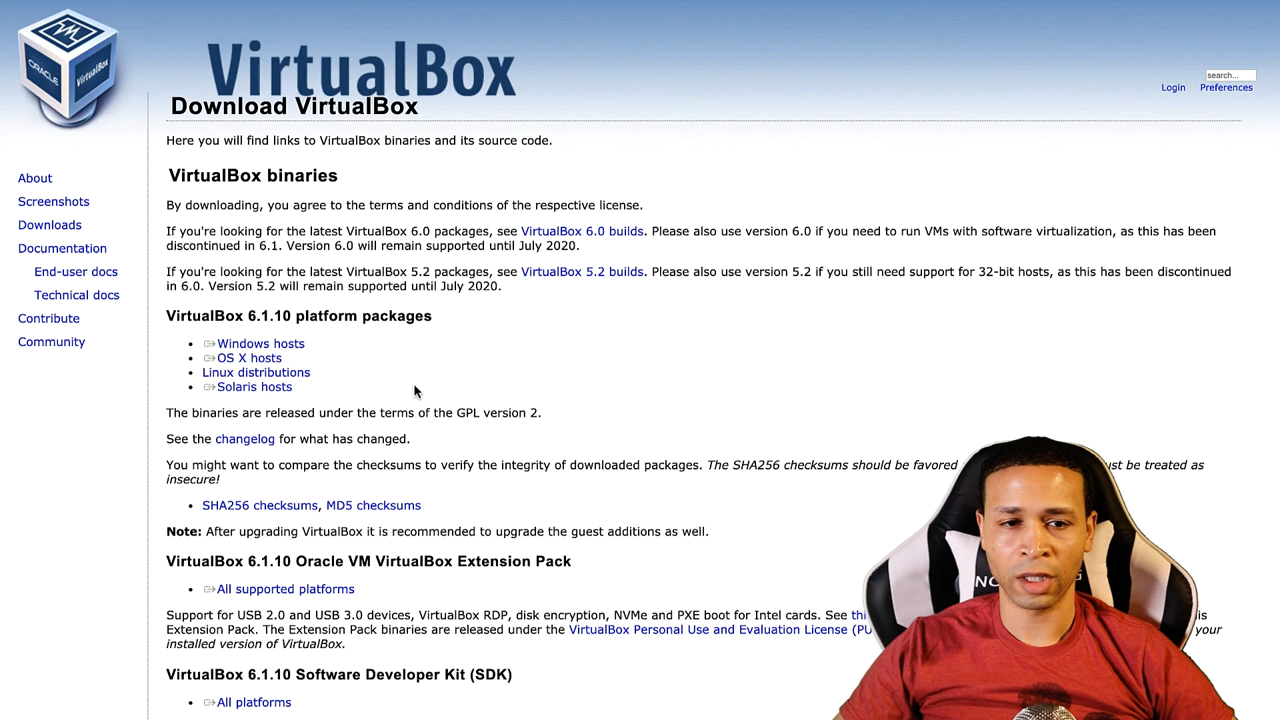 ORACLE
VirtualBox
VirtualBox
search...
Login
Preferences
Download VirtualBox
Here you will find links to VirtualBox binaries and its source code.
About
Screenshots
Downloads
Documentation
End-user docs
Technical docs
Contribute
Community
VirtualBox binaries
By downloading, you agree to the terms and conditions of the respective license.
If you're looking for the latest VirtualBox 6.0 packages, see VirtualBox 6.0 builds. Please also use version 6.0 if you need to run VMs with software virtualization, as this has been
discontinued in 6.1. Version 6.0 will remain supported until July 2020.
If you're looking for the latest VirtualBox 5.2 packages, see VirtualBox 5.2 builds. Please also use version 5.2 if you still need support for 32-bit hosts, as this has been discontinued
in 6.0. Version 5.2 will remain supported until July 2020.
VirtualBox 6.1.10 platform packages
Windows hosts
OS X hosts
Linux distributions
Solaris hosts
The binaries are released under the terms of the GPL version 2.
See the changelog for what has changed.
You might want to compare the checksums to verify the integrity of downloaded packages. The SHA256 checksums should be favored ust be treated as
insecure!
SHA256 checksums, MD5 checksums
Note: After upgrading VirtualBox it is recommended to upgrade the guest additions as well.
VirtualBox 6.1.10 Oracle VM VirtualBox Extension Pack
All supported platforms
Support for USB 2.0 and USB 3.0 devices, VirtualBox RDP, disk encryption, NVMe and PXE boot for Intel cards. See thi is
Extension Pack. The Extension Pack binaries are released under the VirtualBox Personal Use and Evaluation License (PU your
installed version of VirtualBox.
VirtualBox 6.1.10 Software Developer Kit (SDK)
All platforms